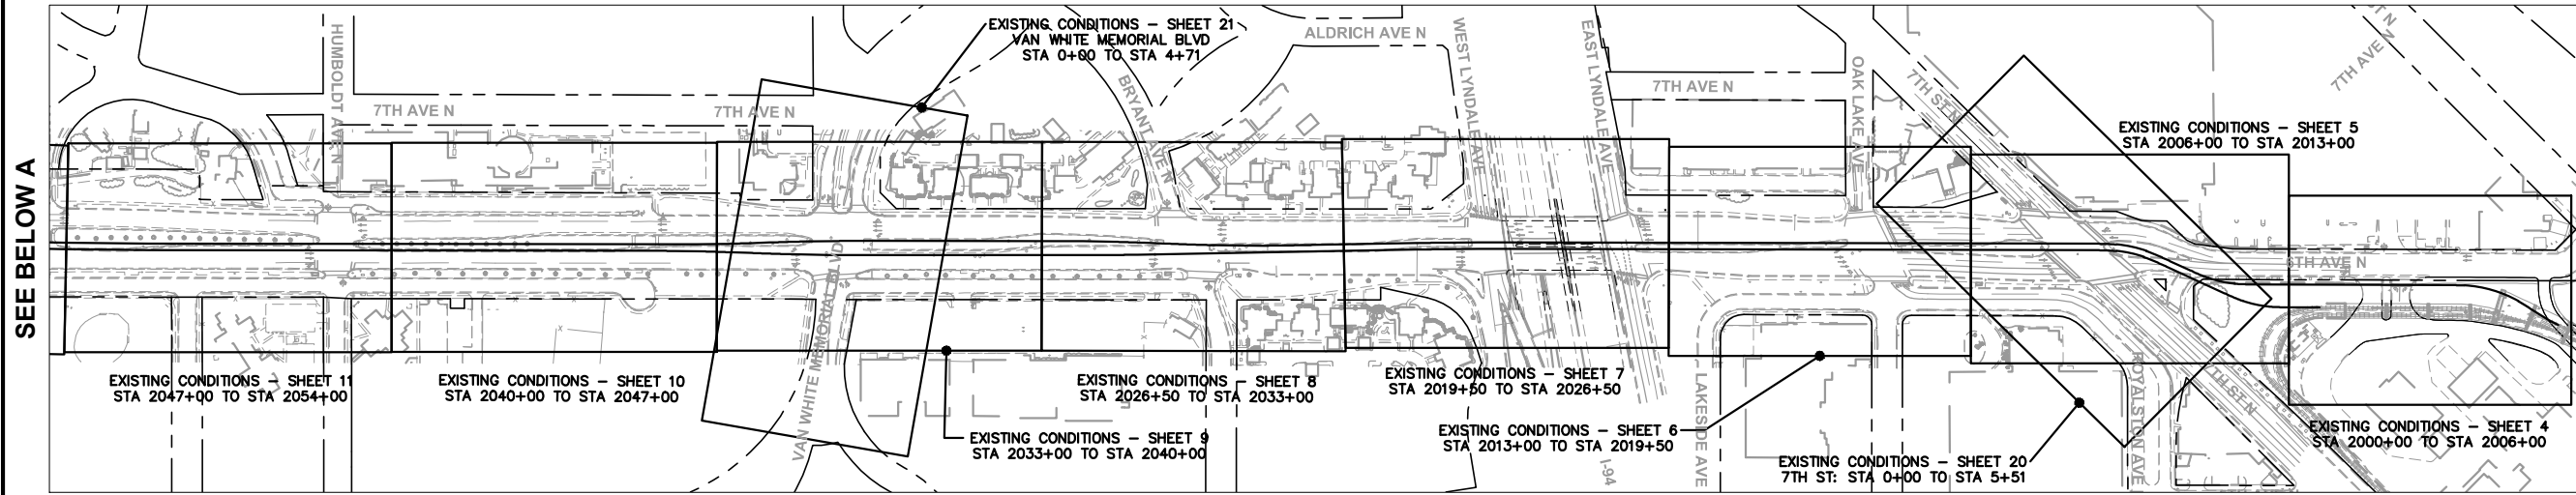 SEE BELOW A
HUMBOLDT AVE N
7TH AVE N
7TH AVE N
EXISTING CONDITIONS – SHEET 21
VAN WHITE MEMORIAL BLVD
STA 0+00 TO STA 4+71
BRYANT AVE N
ALDRICH AVE N
WEST LYNDALE AVE
EAST LYNDALE AVE
7TH AVE N
OAK LAKE AVE
7TH ST N
7TH AVE N
EXISTING CONDITIONS – SHEET 5
STA 2006+00 TO STA 2013+00
6TH AVE N
VAN WHITE MEMORIAL BLVD
EXISTING CONDITIONS – SHEET 11
STA 2047+00 TO STA 2054+00
EXISTING CONDITIONS – SHEET 10
STA 2040+00 TO STA 2047+00
EXISTING CONDITIONS – SHEET 9
STA 2033+00 TO STA 2040+00
EXISTING CONDITIONS – SHEET 8
STA 2026+50 TO STA 2033+00
EXISTING CONDITIONS – SHEET 7
STA 2019+50 TO STA 2026+50
EXISTING CONDITIONS – SHEET 6
STA 2013+00 TO STA 2019+50
I-94
LAKESIDE AVE
EXISTING CONDITIONS – SHEET 20
7TH ST: STA 0+00 TO STA 5+51
ROYALSTON AVE N
7TH ST N
EXISTING CONDITIONS – SHEET 4
STA 2000+00 TO STA 2006+00